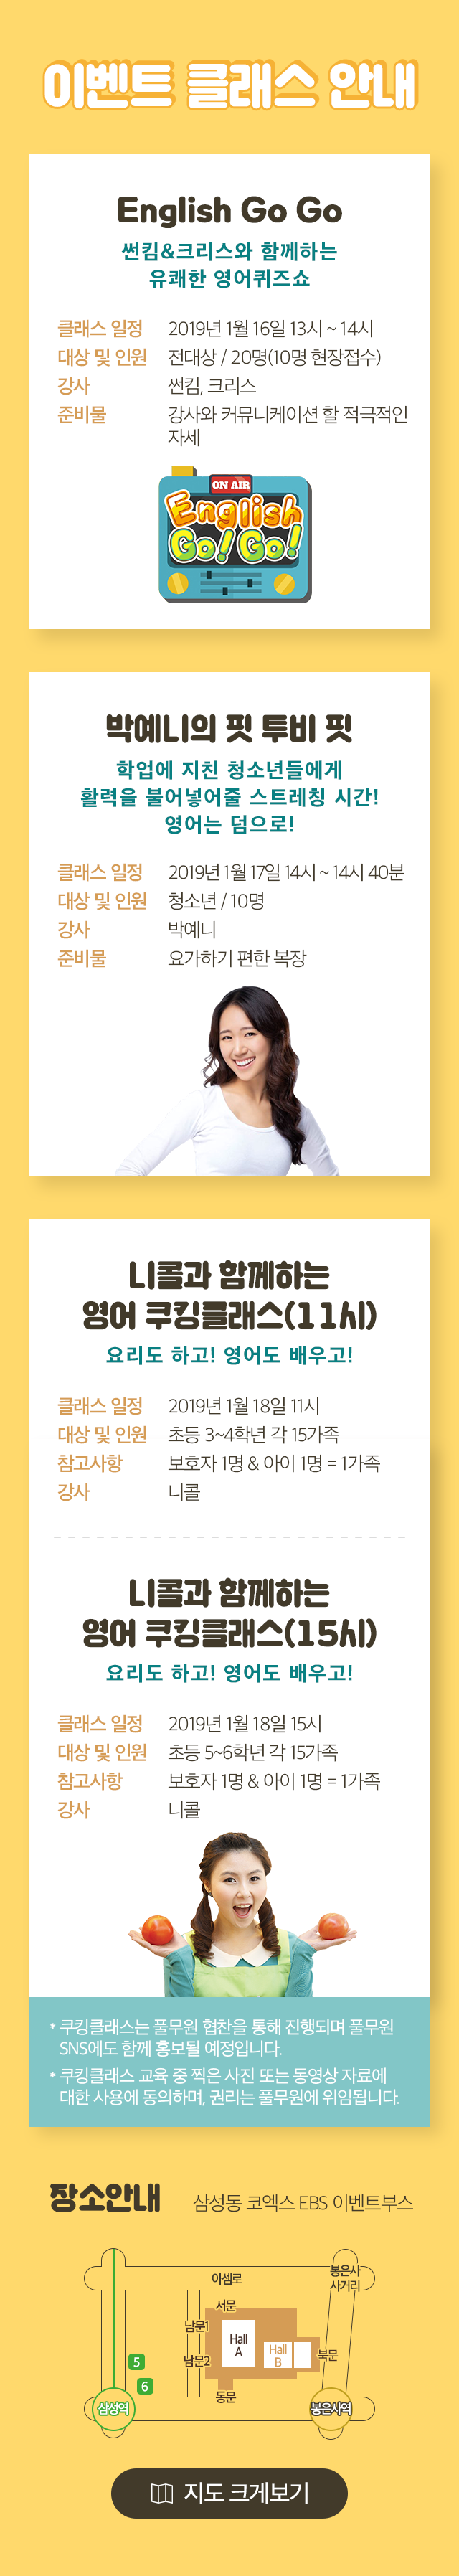 이벤트 클래스 안내
English Go Go
썬킴&크리스와 함께하는
유쾌한 영어퀴즈쇼
클래스 일정 2019년 1월 16일 13시 ~ 14시
대상 및 인원 전대상 / 20명(10명 현장접수)
강사 썬킴, 크리스
준비물 강사와 커뮤니케이션 할 적극적인
자세
ON AIR
English
Go! Go!
박예니의 핏 투비 핏
학업에 지친 청소년들에게
활력을 불어넣어줄 스트레칭 시간!
영어는 덤으로!
클래스 일정 2019년 1월 17일 14시 ~ 14시 40분
대상 및 인원 청소년 / 10명
강사 박예니
준비물 요가하기 편한 복장
니콜과 함께하는
영어 쿠킹클래스(11시)
요리도 하고! 영어도 배우고!
클래스 일정 2019년 1월 18일 11시
대상 및 인원 초등 3~4학년 각 15가족
참고사항 보호자 1명 & 아이 1명 = 1가족
강사 니콜
니콜과 함께하는
영어 쿠킹클래스(15시)
요리도 하고! 영어도 배우고!
클래스 일정 2019년 1월 18일 15시
대상 및 인원 초등 5~6학년 각 15가족
참고사항 보호자 1명 & 아이 1명 = 1가족
강사 니콜
* 쿠킹클래스는 풀무원 협찬을 통해 진행되며 풀무원
SNS에도 함께 홍보될 예정입니다.
* 쿠킹클래스 교육 중 찍은 사진 또는 동영상 자료에
대한 사용에 동의하며, 권리는 풀무원에 위임됩니다.
장소안내 삼성동 코엑스 EBS 이벤트부스
아셈로
봉은사
사거리
서문
남문1
Hall
A
Hall
B
북문
남문2
5
6
동문
삼성역
봉은사역
지도 크게보기